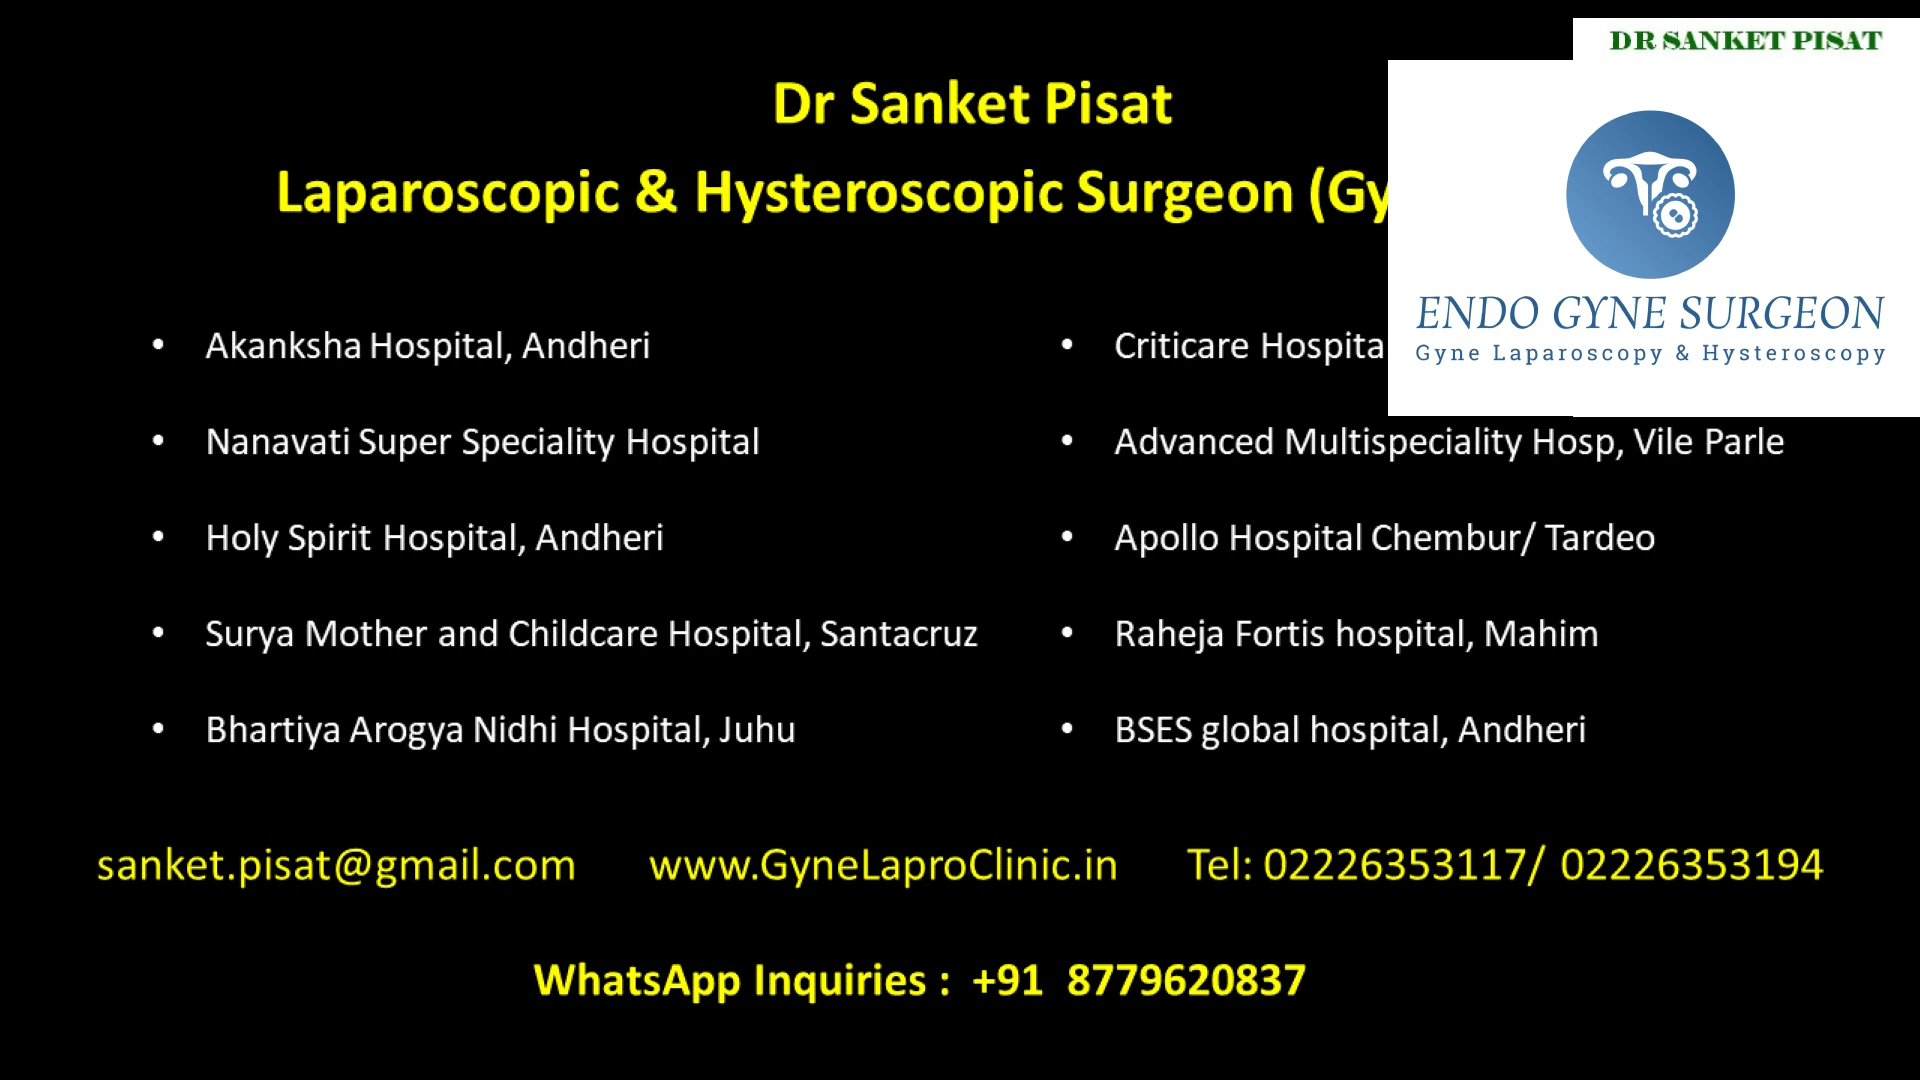 DR SANKET PISAT
Dr Sanket Pisat
Laparoscopic & Hysteroscopic Surgeon
ENDO GYNE SURGEON
Gyne Laparoscopy & Hysteroscopy
• Akanksha Hospital, Andheri
• Nanavati Super Speciality Hospital
• Holy Spirit Hospital, Andheri
• Surya Mother and Childcare Hospital, Santacruz
• Bhartiya Arogya Nidhi Hospital, Juhu
• Criticare
• Advanced Multispeciality Hosp, Vile Parle
• Apollo Hospital Chembur/ Tardeo
• Raheja Fortis hospital, Mahim
• BSES global hospital, Andheri
sanket.pisat@gmail.com www.GyneLaproClinic.in Tel: 02226353117/ 02226353194
WhatsApp Inquiries : +91 8779620837